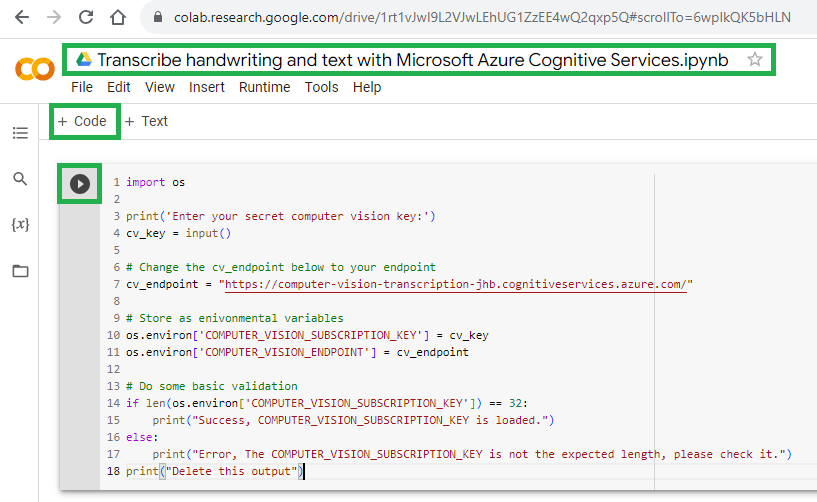 colab.research.google.com/drive/1rt1vJwI9L2VJwLEhUG1ZzEE4wQ2qxp5Q#scrollTo=6wpIkQK5bHLN
Transcribe handwriting and text with Microsoft Azure Cognitive Services.ipynb
File Edit View Insert Runtime Tools Help
+ Code + Text
{x}
1 import os
2
3 print('Enter your secret computer vision key:')
4 cv_key = input()
5
6 # Change the cv_endpoint below to your endpoint
7 cv_endpoint = "https://computer-vision-transcription-jhb.cognitiveservices.azure.com/"
8
9 # Store as enivonmental variables
10 os.environ['COMPUTER_VISION_SUBSCRIPTION_KEY'] = cv_key
11 os.environ['COMPUTER_VISION_ENDPOINT'] = cv_endpoint
12
13 # Do some basic validation
14 if len(os.environ['COMPUTER_VISION_SUBSCRIPTION_KEY']) == 32:
15     print("Success, COMPUTER_VISION_SUBSCRIPTION_KEY is loaded.")
16 else:
17     print("Error, The COMPUTER_VISION_SUBSCRIPTION_KEY is not the expected length, please check it.")
18 print("Delete this output")